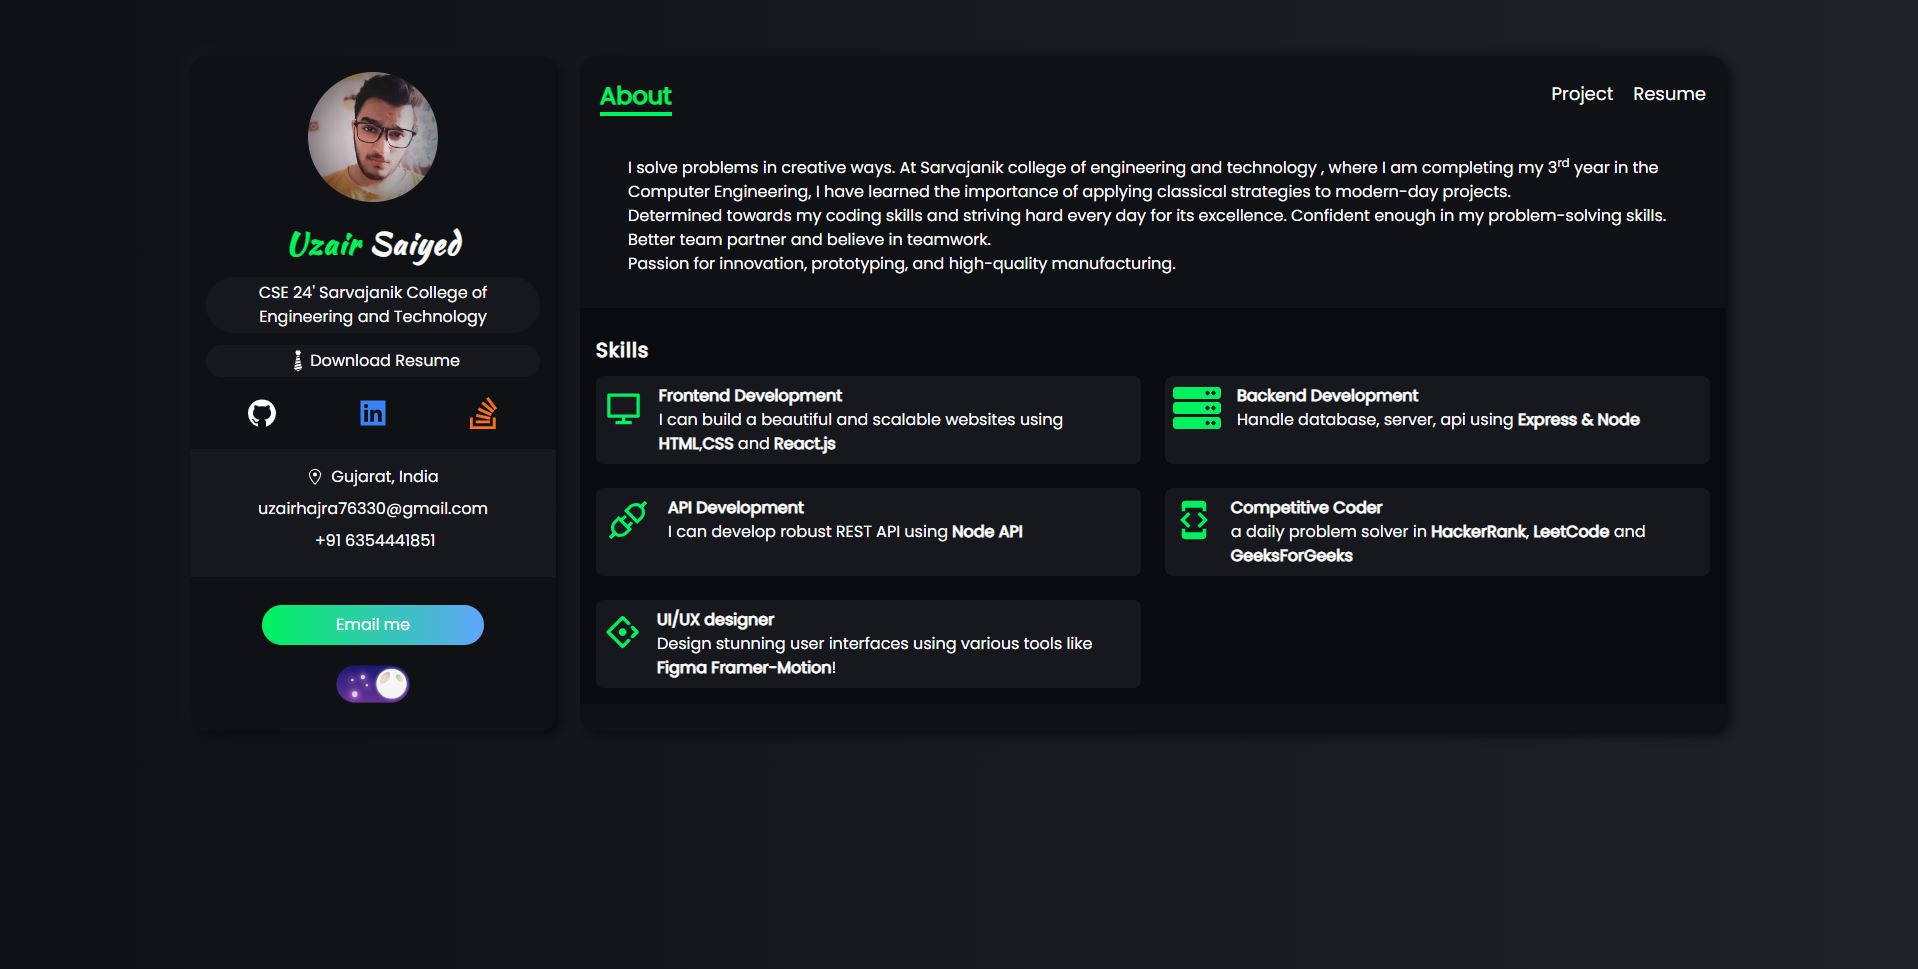 Uzair Saiyed
CSE 24' Sarvajanik College of
Engineering and Technology
Download Resume
in
Gujarat, India
uzairhajra76330@gmail.com
+91 6354441851
Email me
About
Project Resume
I solve problems in creative ways. At Sarvajanik college of engineering and technology , where I am completing my 3rd year in the
Computer Engineering, I have learned the importance of applying classical strategies to modern-day projects.
Determined towards my coding skills and striving hard every day for its excellence. Confident enough in my problem-solving skills.
Better team partner and believe in teamwork.
Passion for innovation, prototyping, and high-quality manufacturing.
Skills
Frontend Development
I can build a beautiful and scalable websites using
HTML,CSS and React.js
Backend Development
Handle database, server, api using Express & Node
API Development
I can develop robust REST API using Node API
Competitive Coder
a daily problem solver in HackerRank, LeetCode and
GeeksForGeeks
UI/UX designer
Design stunning user interfaces using various tools like
Figma Framer-Motion!